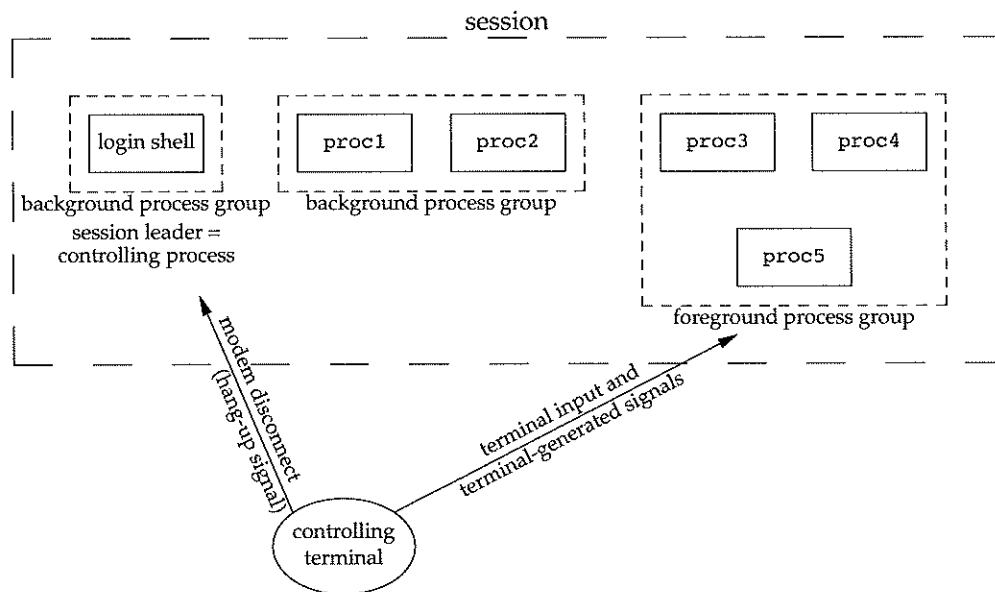 session
login shell
proc1
proc2
proc3
proc4
proc5
background process group
session leader =
controlling process
background process group
foreground process group
modem disconnect
(hang-up signal)
terminal input and
terminal-generated signals
controlling
terminal